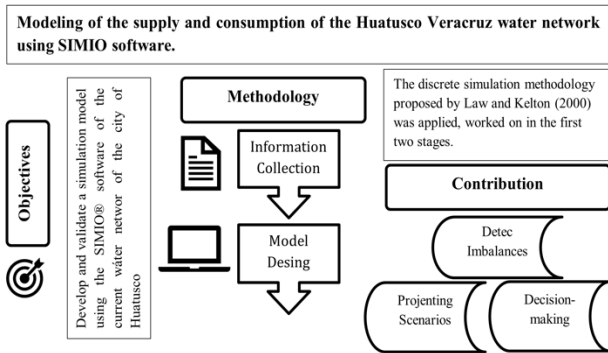 Modeling of the supply and consumption of the Huatusco Veracruz water network
using SIMIO software.
Objectives
Develop and validate a simulation model
using the SIMIO® software of the
current water networ of the city of
Huatusco
Methodology
Information
Collection
Model
Desing
The discrete simulation methodology
proposed by Law and Kelton (2000)
was applied, worked on in the first
two stages.
Contribution
Detec
Imbalances
Projenting
Scenarios
Decision-
making